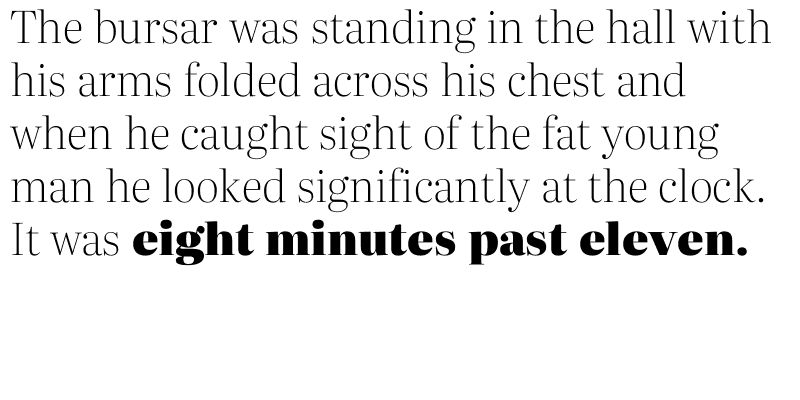 The bursar was standing in the hall with
his arms folded across his chest and
when he caught sight of the fat young
man he looked significantly at the clock.
It was eight minutes past eleven.